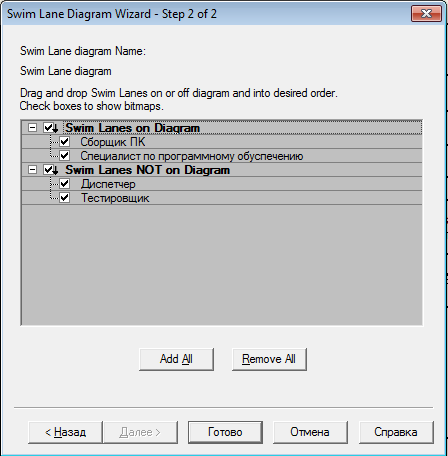 Swim Lane Diagram Wizard - Step 2 of 2
Swim Lane diagram Name:
Swim Lane diagram
Drag and drop Swim Lanes on or off diagram and into desired order.
Check boxes to show bitmaps.
Swim Lanes on Diagram
Сборщик ПК
Специалист по программному обуспечению
Swim Lanes NOT on Diagram
Диспетчер
Тестировщик
Add All
Remove All
< Назад
Далее >
Готово
Отмена
Справка